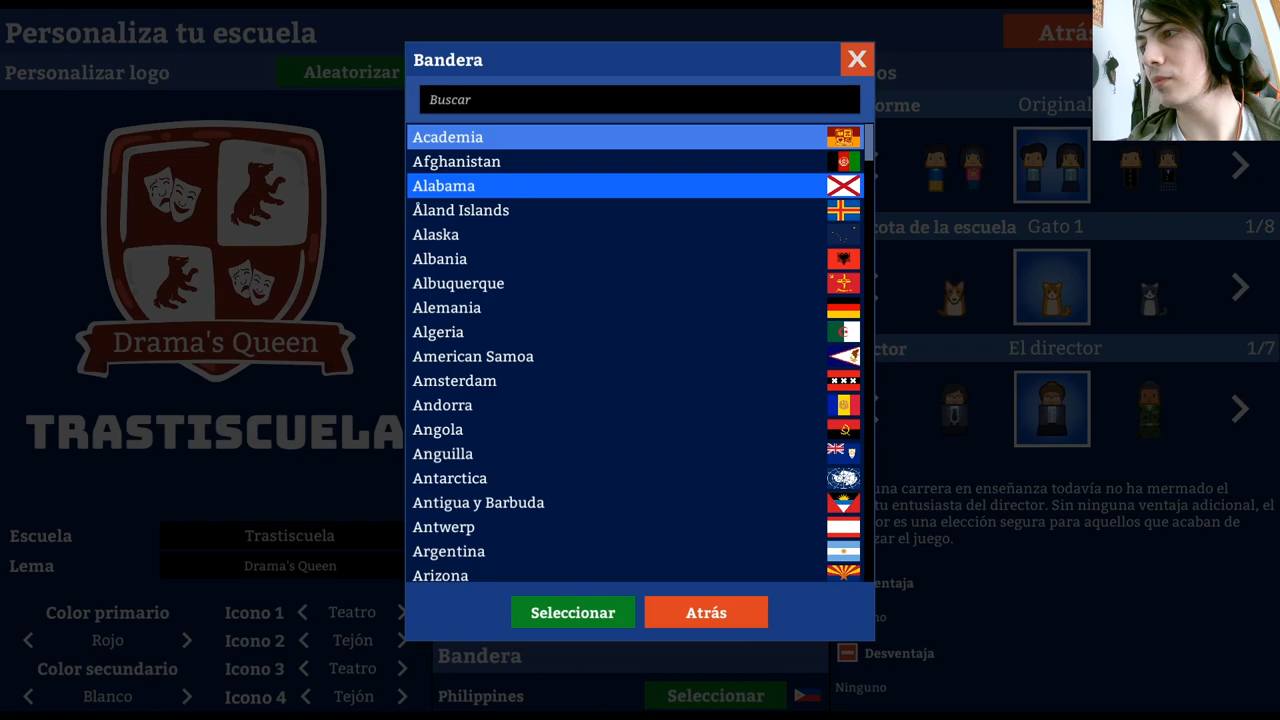 Personaliza tu escuela
Atrás
Personalizar logo
Aleatorizar
Drama's Queen
TRASTISCUELA
Escuela
Trastiscuela
Lema
Drama's Queen
Color primario
Rojo
Color secundario
Blanco
Icono 1
Teatro
Icono 2
Tejón
Icono 3
Teatro
Icono 4
Tejón
Bandera
X
Buscar
Academia
Afghanistan
Alabama
Åland Islands
Alaska
Albania
Albuquerque
Alemania
Algeria
American Samoa
Amsterdam
Andorra
Angola
Anguilla
Antarctica
Antigua y Barbuda
Antwerp
Argentina
Arizona
Seleccionar
Atrás
Bandera
Philippines
Seleccionar
os
orme
Original
ota de la escuela
Gato 1
1/8
ctor
El director
1/7
una carrera en enseñanza todavía no ha mermado el
tu entusiasta del director. Sin ninguna ventaja adicional, el
or es una elección segura para aquellos que acaban de
zar el juego.
entaja
no
Desventaja
Ninguno